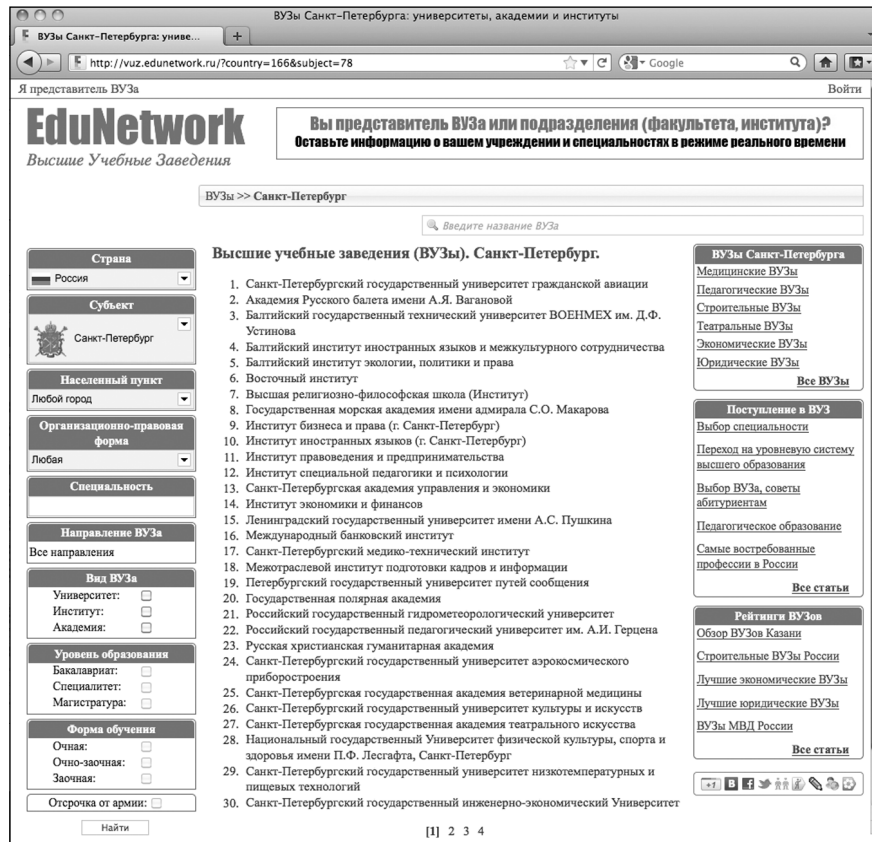 ВУЗы Санкт-Петербурга: университеты, академии и институты
ВУЗы Санкт-Петербурга: униве...
http://vuz.edunetwork.ru/?country=166&subject=78
Google
Я представитель ВУЗа
Войти
EduNetwork
Высшие Учебные Заведения
Вы представитель ВУЗа или подразделения (факультета, института)?
Оставьте информацию о вашем учреждении и специальностях в режиме реального времени
ВУЗы >> Санкт-Петербург
Введите название ВУЗа
Страна
Россия
Субъект
Санкт-Петербург
Населенный пункт
Любой город
Организационно-правовая
форма
Любая
Специальность
Направление ВУЗа
Все направления
Вид ВУЗа
Университет:
Институт:
Академия:
Уровень образования
Бакалавриат:
Специалитет:
Магистратура:
Форма обучения
Очная:
Очно-заочная:
Заочная:
Отсрочка от армии:
Найти
Высшие учебные заведения (ВУЗы). Санкт-Петербург.
1. Санкт-Петербургский государственный университет гражданской авиации
2. Академия Русского балета имени А.Я. Вагановой
3. Балтийский государственный технический университет ВОЕНМЕХ им. Д.Ф.
Устинова
4. Балтийский институт иностранных языков и межкультурного сотрудничества
5. Балтийский институт экологии, политики и права
6. Восточный институт
7. Высшая религиозно-философская школа (Институт)
8. Государственная морская академия имени адмирала С.О. Макарова
9. Институт бизнеса и права (г. Санкт-Петербург)
10. Институт иностранных языков (г. Санкт-Петербург)
11. Институт правоведения и предпринимательства
12. Институт специальной педагогики и психологии
13. Санкт-Петербургская академия управления и экономики
14. Институт экономики и финансов
15. Ленинградский государственный университет имени А.С. Пушкина
16. Международный банковский институт
17. Санкт-Петербургский медико-технический институт
18. Межотраслевой институт подготовки кадров и информации
19. Петербургский государственный университет путей сообщения
20. Государственная полярная академия
21. Российский государственный гидрометеорологический университет
22. Российский государственный педагогический университет им. А.И. Герцена
23. Русская христианская гуманитарная академия
24. Санкт-Петербургский государственный университет аэрокосмического
приборостроения
25. Санкт-Петербургская государственная академия ветеринарной медицины
26. Санкт-Петербургский государственный университет культуры и искусств
27. Санкт-Петербургская государственная академия театрального искусства
28. Национальный государственный Университет физической культуры, спорта и
здоровья имени П.Ф. Лесгафта, Санкт-Петербург
29. Санкт-Петербургский государственный университет низкотемпературных и
пищевых технологий
30. Санкт-Петербургский государственный инженерно-экономический Университет
[1] 2 3 4
ВУЗы Санкт-Петербурга
Медицинские ВУЗы
Педагогические ВУЗы
Строительные ВУЗы
Театральные ВУЗы
Экономические ВУЗы
Юридические ВУЗы
Все ВУЗы
Поступление в ВУЗ
Выбор специальности
Переход на уровневую систему
высшего образования
Выбор ВУЗа, советы
абитуриентам
Педагогическое образование
Самые востребованные
профессии в России
Все статьи
Рейтинги ВУЗов
Обзор ВУЗов Казани
Строительные ВУЗы России
Лучшие экономические ВУЗы
Лучшие юридические ВУЗы
ВУЗы МВД России
Все статьи
+1